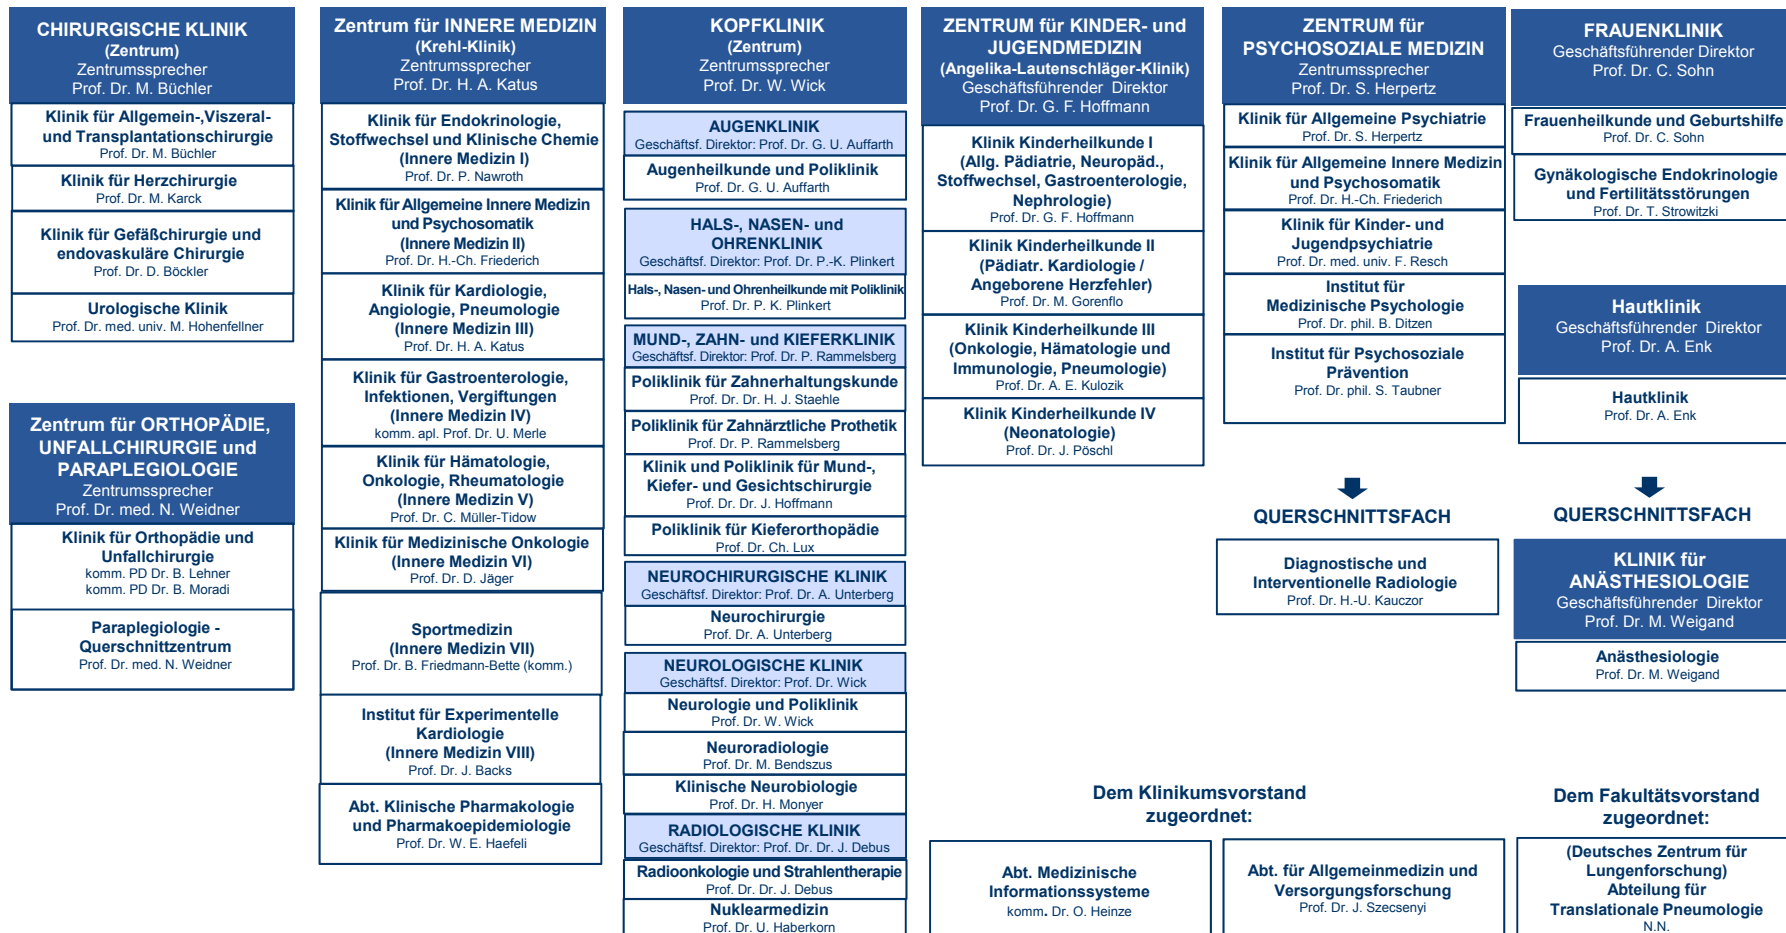 CHIRURGISCHE KLINIK
(Zentrum)
Zentrumssprecher
Prof. Dr. M. Büchler
Klinik für Allgemein-,Viszeral-
und Transplantationschirurgie
Prof. Dr. M. Büchler
Klinik für Herzchirurgie
Prof. Dr. M. Karck
Klinik für Gefäßchirurgie und
endovaskuläre Chirurgie
Prof. Dr. D. Böckler
Urologische Klinik
Prof. Dr. med. univ. M. Hohenfellner
Zentrum für ORTHOPÄDIE,
UNFALLCHIRURGIE und
PARAPLEGIOLOGIE
Zentrumssprecher
Prof. Dr. med. N. Weidner
Klinik für Orthopädie und
Unfallchirurgie
komm. PD Dr. B. Lehner
komm. PD Dr. B. Moradi
Paraplegiologie -
Querschnittzentrum
Prof. Dr. med. N. Weidner
Zentrum für INNERE MEDIZIN
(Krehl-Klinik)
Zentrumssprecher
Prof. Dr. H. A. Katus
Klinik für Endokrinologie,
Stoffwechsel und Klinische Chemie
(Innere Medizin I)
Prof. Dr. P. Nawroth
Klinik für Allgemeine Innere Medizin
und Psychosomatik
(Innere Medizin II)
Prof. Dr. H.-Ch. Friederich
Klinik für Kardiologie,
Angiologie, Pneumologie
(Innere Medizin III)
Prof. Dr. H. A. Katus
Klinik für Gastroenterologie,
Infektionen, Vergiftungen
(Innere Medizin IV)
komm. apl. Prof. Dr. U. Merle
Klinik für Hämatologie,
Onkologie, Rheumatologie
(Innere Medizin V)
Prof. Dr. C. Müller-Tidow
Klinik für Medizinische Onkologie
(Innere Medizin VI)
Prof. Dr. D. Jäger
Sportmedizin
(Innere Medizin VII)
Prof. Dr. B. Friedmann-Bette (komm.)
Institut für Experimentelle
Kardiologie
(Innere Medizin VIII)
Prof. Dr. J. Backs
Abt. Klinische Pharmakologie
und Pharmakoepidemiologie
Prof. Dr. W. E. Haefeli
KOPFKLINIK
(Zentrum)
Zentrumssprecher
Prof. Dr. W. Wick
AUGENKLINIK
Geschäftsf. Direktor: Prof. Dr. G. U. Auffarth
Augenheilkunde und Poliklinik
Prof. Dr. G. U. Auffarth
HALS-, NASEN- und
OHRENKLINIK
Geschäftsf. Direktor: Prof. Dr. P.-K. Plinkert
Hals-, Nasen- und Ohrenheilkunde mit Poliklinik
Prof. Dr. P. K. Plinkert
MUND-, ZAHN- und KIEFERKLINIK
Geschäftsf. Direktor: Prof. Dr. P. Rammelsberg
Poliklinik für Zahnerhaltungskunde
Prof. Dr. Dr. H. J. Staehle
Poliklinik für Zahnärztliche Prothetik
Prof. Dr. P. Rammelsberg
Klinik und Poliklinik für Mund-,
Kiefer- und Gesichtschirurgie
Prof. Dr. Dr. J. Hoffmann
Poliklinik für Kieferorthopädie
Prof. Dr. Ch. Lux
NEUROCHIRURGISCHE KLINIK
Geschäftsf. Direktor: Prof. Dr. A. Unterberg
Neurochirurgie
Prof. Dr. A. Unterberg
NEUROLOGISCHE KLINIK
Geschäftsf. Direktor: Prof. Dr. Wick
Neurologie und Poliklinik
Prof. Dr. W. Wick
Neuroradiologie
Prof. Dr. M. Bendszus
Klinische Neurobiologie
Prof. Dr. H. Monyer
RADIOLOGISCHE KLINIK
Geschäftsf. Direktor: Prof. Dr. Dr. J. Debus
Radioonkologie und Strahlentherapie
Prof. Dr. Dr. J. Debus
Nuklearmedizin
Prof. Dr. U. Haberkorn
ZENTRUM für KINDER- und
JUGENDMEDIZIN
(Angelika-Lautenschläger-Klinik)
Geschäftsführender Direktor
Prof. Dr. G. F. Hoffmann
Klinik Kinderheilkunde I
(Allg. Pädiatrie, Neuropäd.,
Stoffwechsel, Gastroenterologie,
Nephrologie)
Prof. Dr. G. F. Hoffmann
Klinik Kinderheilkunde II
(Pädiatr. Kardiologie /
Angeborene Herzfehler)
Prof. Dr. M. Gorenflo
Klinik Kinderheilkunde III
(Onkologie, Hämatologie und
Immunologie, Pneumologie)
Prof. Dr. A. E. Kulozik
Klinik Kinderheilkunde IV
(Neonatologie)
Prof. Dr. J. Pöschl
ZENTRUM für
PSYCHOSOZIALE MEDIZIN
Zentrumssprecher
Prof. Dr. S. Herpertz
Klinik für Allgemeine Psychiatrie
Prof. Dr. S. Herpertz
Klinik für Allgemeine Innere Medizin
und Psychosomatik
Prof. Dr. H.-Ch. Friederich
Klinik für Kinder- und
Jugendpsychiatrie
Prof. Dr. med. univ. F. Resch
Institut für
Medizinische Psychologie
Prof. Dr. phil. B. Ditzen
Institut für Psychosoziale
Prävention
Prof. Dr. phil. S. Taubner
QUERSCHNITTSFACH
Diagnostische und
Interventionelle Radiologie
Prof. Dr. H.-U. Kauczor
FRAUENKLINIK
Geschäftsführender Direktor
Prof. Dr. C. Sohn
Frauenheilkunde und Geburtshilfe
Prof. Dr. C. Sohn
Gynäkologische Endokrinologie
und Fertilitätsstörungen
Prof. Dr. T. Strowitzki
Hautklinik
Geschäftsführender Direktor
Prof. Dr. A. Enk
Hautklinik
Prof. Dr. A. Enk
QUERSCHNITTSFACH
KLINIK für
ANÄSTHESIOLOGIE
Geschäftsführender Direktor
Prof. Dr. M. Weigand
Anästhesiologie
Prof. Dr. M. Weigand
Dem Klinikumsvorstand
zugeordnet:
Abt. Medizinische
Informationssysteme
komm. Dr. O. Heinze
Abt. für Allgemeinmedizin und
Versorgungsforschung
Prof. Dr. J. Szecsenyi
Dem Fakultätsvorstand
zugeordnet:
(Deutsches Zentrum für
Lungenforschung)
Abteilung für
Translationale Pneumologie
N.N.